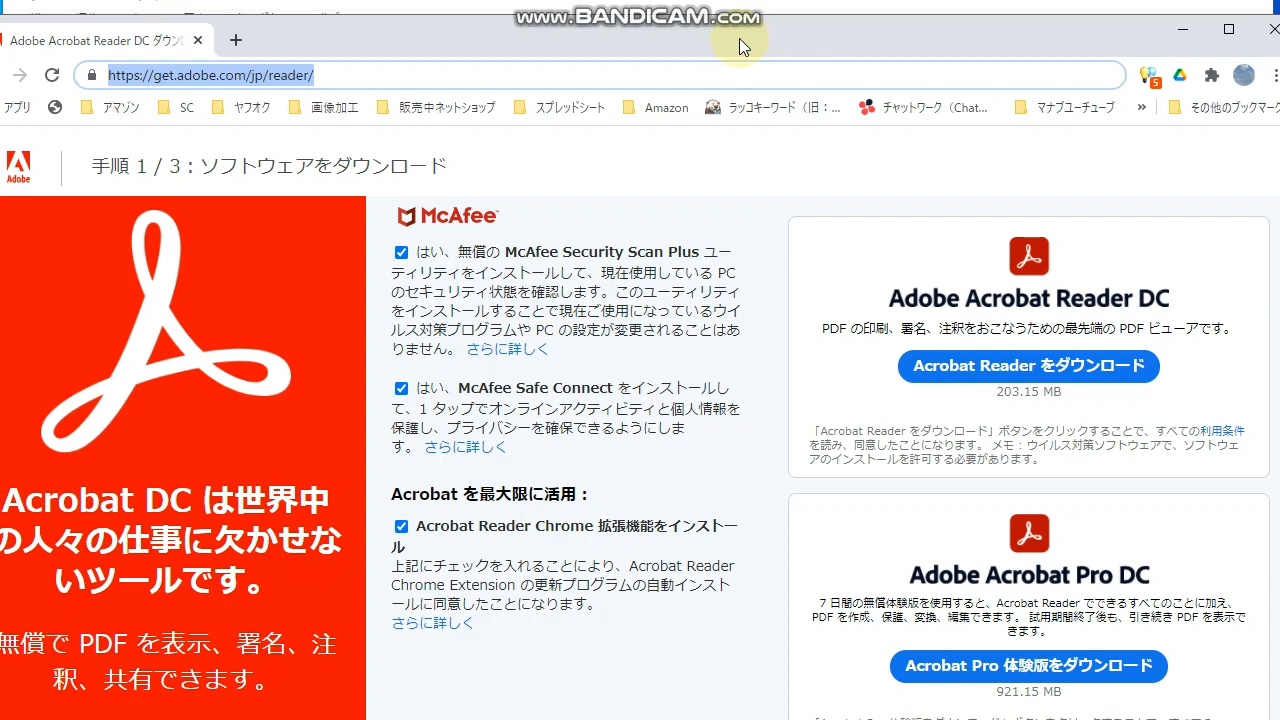 www.BANDICAM.com
Adobe Acrobat Reader DC ダウン
https://get.adobe.com/jp/reader/
5
アプリ
アマゾン
SC
ヤフオク
画像加工
販売中ネットショップ
スプレッドシート
Amazon
ラッコキーワード（旧：...
チャットワーク（Chat...
マナブユーチューブ
»
その他のブックマーク
Adobe
手順 1 / 3：ソフトウェアをダウンロード
Acrobat DC は世界中
の人々の仕事に欠かせな
いツールです。
無償で PDF を表示、署名、注
釈、共有できます。
McAfee™
はい、無償の McAfee Security Scan Plus ユー
ティリティをインストールして、現在使用している PC
のセキュリティ状態を確認します。このユーティリティ
をインストールすることで現在ご使用になっているウイ
ルス対策プログラムや PC の設定が変更されることはあ
りません。 さらに詳しく
はい、McAfee Safe Connect をインストールし
て、1 タップでオンラインアクティビティと個人情報を
保護し、プライバシーを確保できるようにしま
す。 さらに詳しく
Acrobat を最大限に活用：
Acrobat Reader Chrome 拡張機能をインストー
ル
上記にチェックを入れることにより、Acrobat Reader
Chrome Extension の更新プログラムの自動インスト
ールに同意したことになります。
さらに詳しく
Adobe Acrobat Reader DC
PDF の印刷、署名、注釈をおこなうための最先端の PDF ビューアです。
Acrobat Reader をダウンロード
203.15 MB
「Acrobat Reader をダウンロード」ボタンをクリックすることで、すべての利用条件
を読み、同意したことになります。 メモ：ウイルス対策ソフトウェアで、ソフトウェ
アのインストールを許可する必要があります。
Adobe Acrobat Pro DC
7 日間の無償体験版を使用すると、Acrobat Reader でできるすべてのことに加え、
PDF を作成、保護、変換、編集できます。 試用期間終了後も、引き続き PDF を表示で
きます。
Acrobat Pro 体験版をダウンロード
921.15 MB